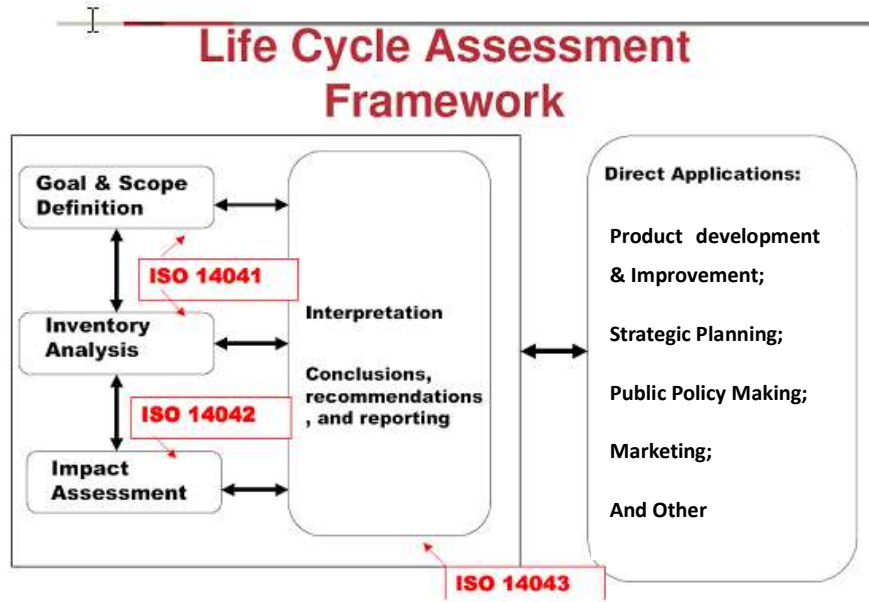 Life Cycle Assessment
Framework
Goal & Scope
Definition
ISO 14041
Inventory
Analysis
ISO 14042
Impact
Assessment
Interpretation
Conclusions,
recommendations
, and reporting
ISO 14043
Direct Applications:
Product development
& Improvement;
Strategic Planning;
Public Policy Making;
Marketing;
And Other